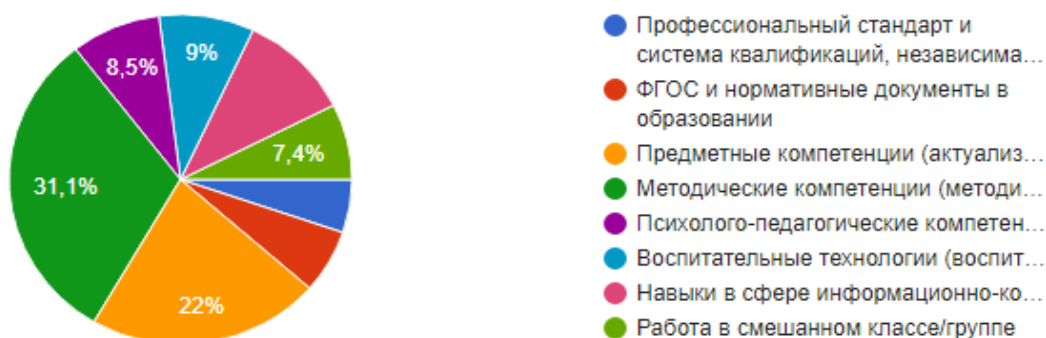 8,5%
9%
7,4%
31,1%
22%
Профессиональный стандарт и
система квалификаций, независима…
ФГОС и нормативные документы в
образовании
Предметные компетенции (актуализ…
Методические компетенции (методи…
Психолого-педагогические компетен…
Воспитательные технологии (воспит…
Навыки в сфере информационно-ко…
Работа в смешанном классе/группе